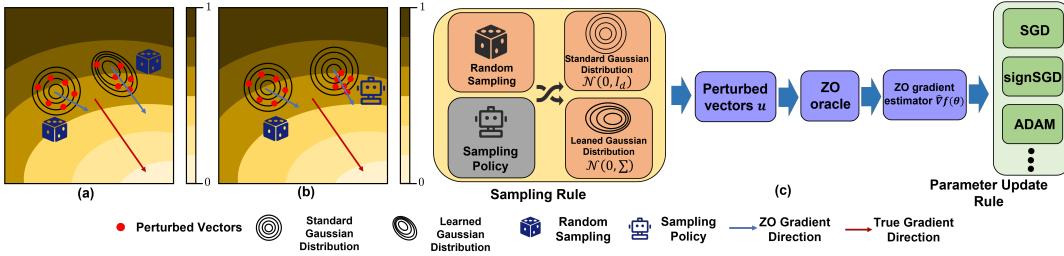 1
0
(a)
1
0
(b)
Random
Sampling
Sampling
Policy
Standard Gaussian
Distribution
𝒩(0, I_d)
Leaned Gaussian
Distribution
𝒩(0, Σ)
Sampling Rule
Perturbed
vectors u
ZO
oracle
ZO gradient
estimator ∇̂f(θ)
(c)
SGD
signSGD
ADAM
Parameter Update
Rule
Perturbed Vectors
Standard
Gaussian
Distribution
Learned
Gaussian
Distribution
Random
Sampling
Sampling
Policy
ZO Gradient
Direction
True Gradient
Direction